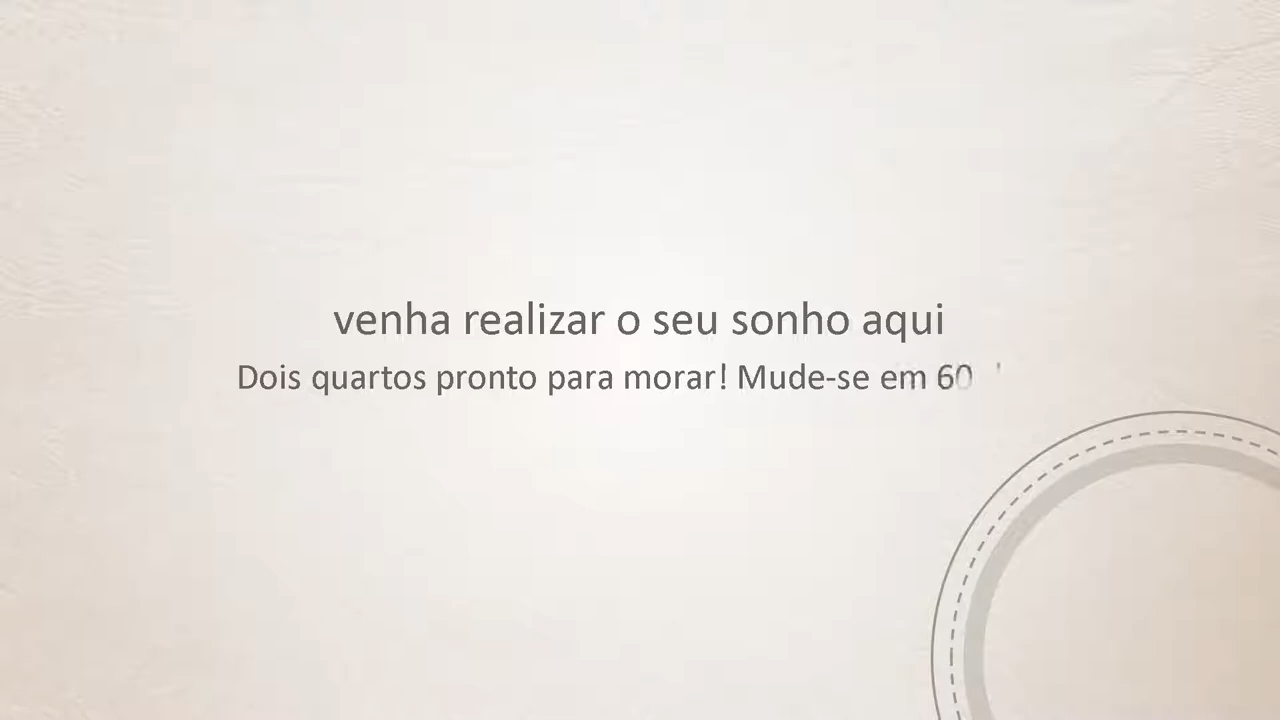 venha realizar o seu sonho aqui
Dois quartos pronto para morar! Mude-se em 60